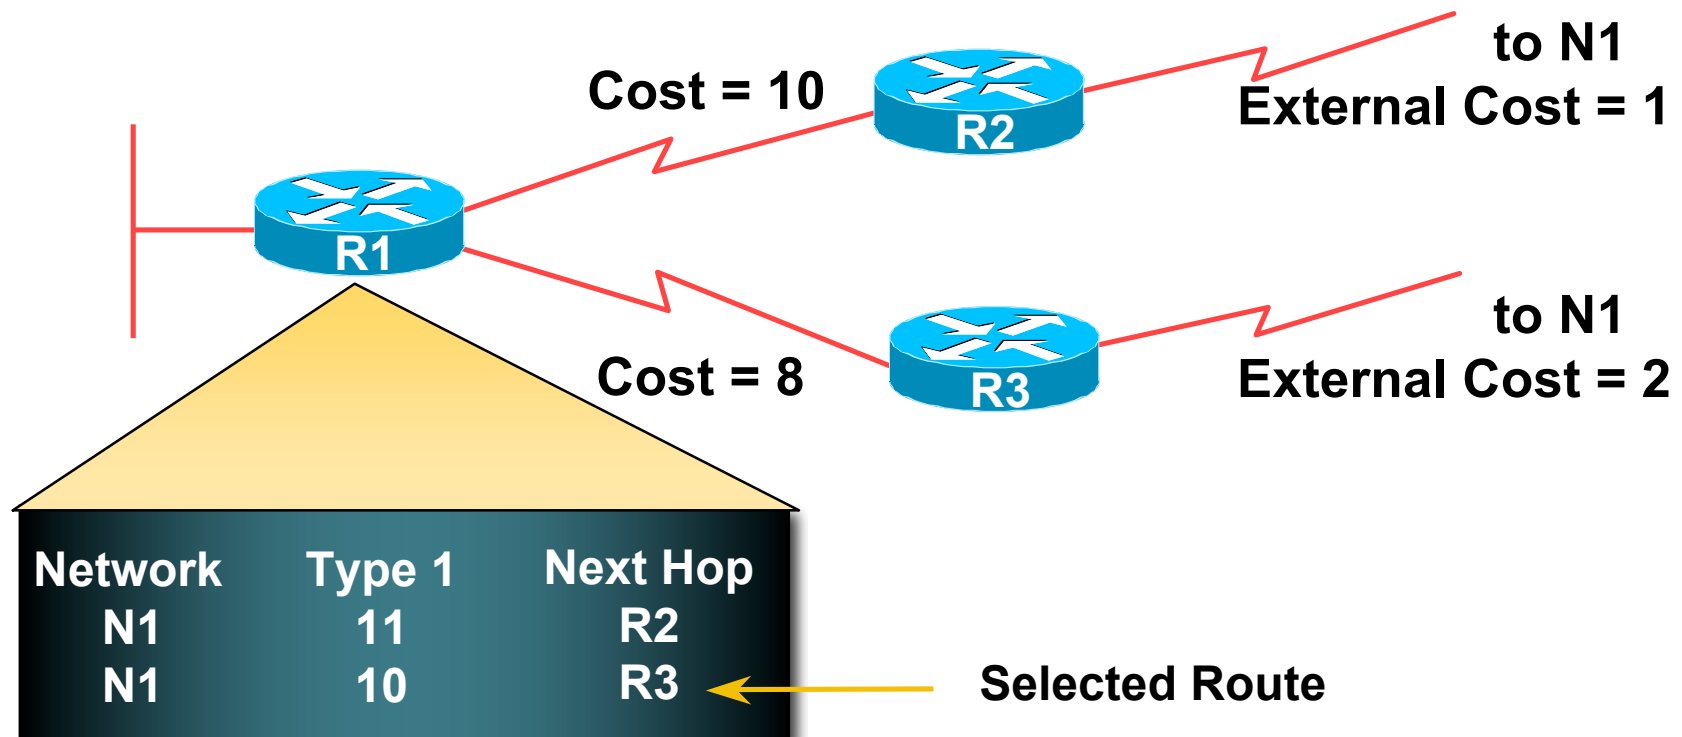 to N1
External Cost = 1
Cost = 10
R2
R1
to N1
External Cost = 2
Cost = 8
R3
Network Type 1 Next Hop
N1 11 R2
N1 10 R3
Selected Route